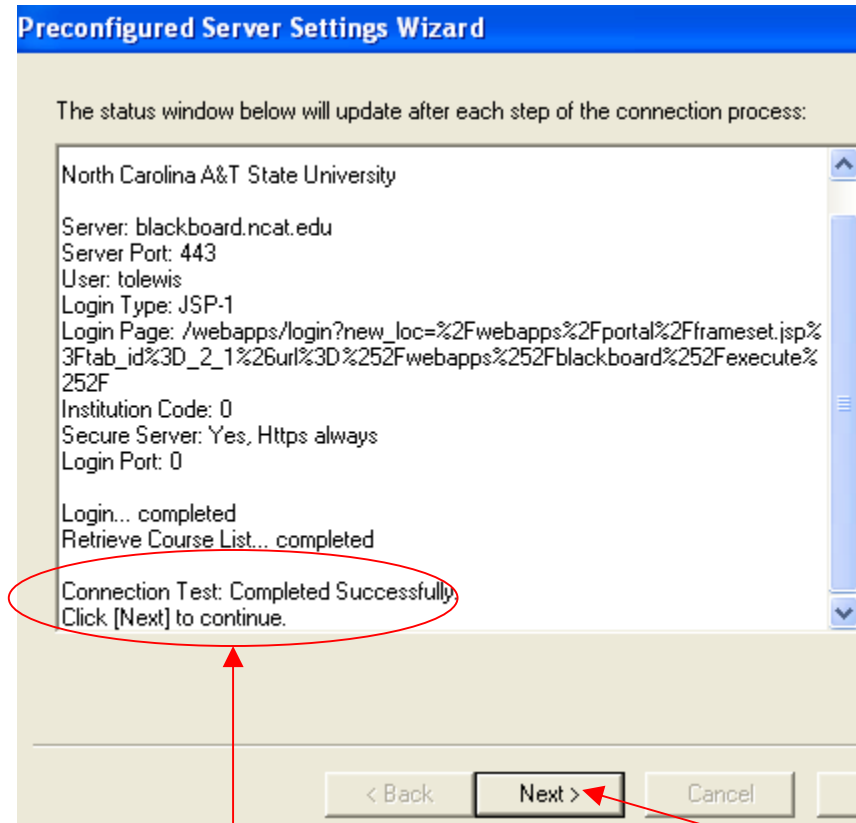 Preconfigured Server Settings Wizard
The status window below will update after each step of the connection process:
North Carolina A&T State University
Server: blackboard.ncat.edu
Server Port: 443
User: tolewis
Login Type: JSP-1
Login Page: /webapps/login?new_loc=%2Fwebapps%2Fportal%2Fframeset.jsp%
3Ftab_id%3D_2_1%26url%3D%252Fwebapps%252Fblackboard%252Fexecute%
252F
Institution Code: 0
Secure Server: Yes, Https always
Login Port: 0
Login... completed
Retrieve Course List... completed
Connection Test: Completed Successfully.
Click [Next] to continue.
< Back Next > Cancel